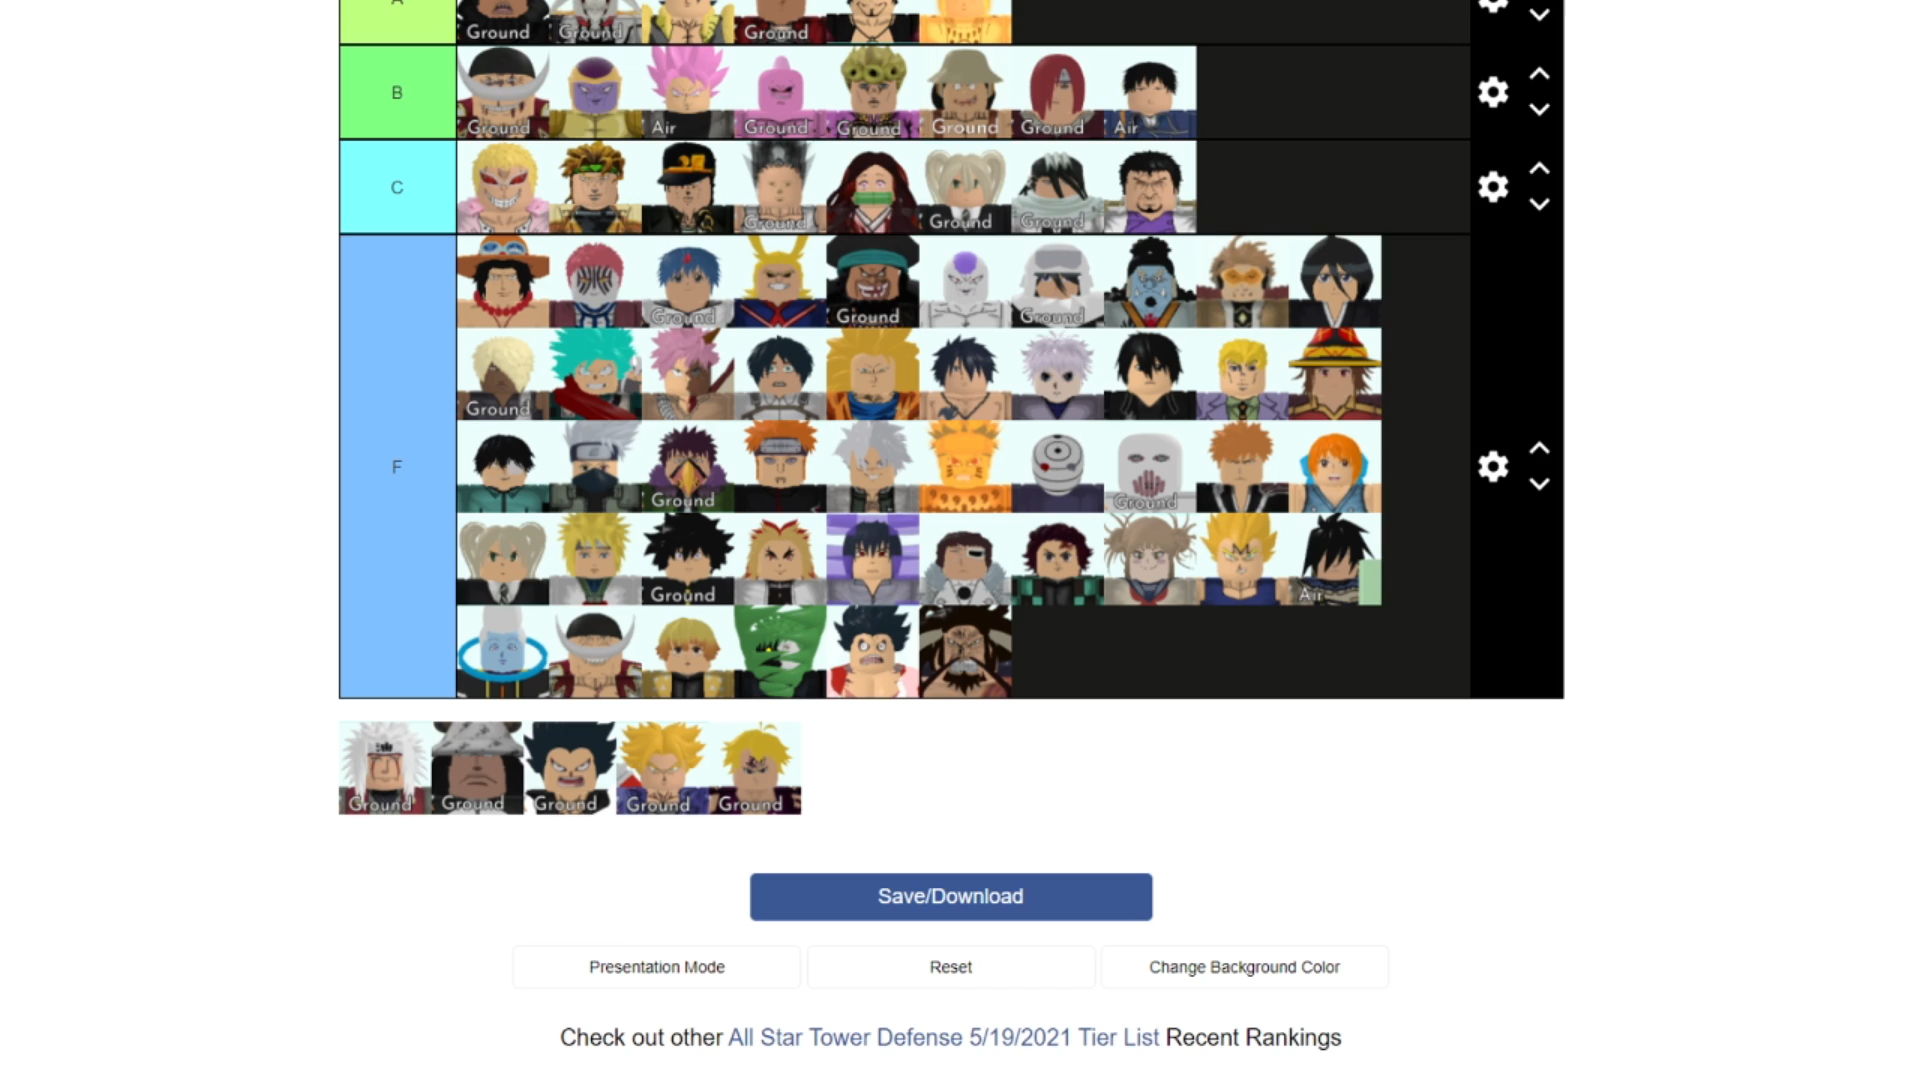 A
Ground Ground Ground
B
Ground Air Ground Ground Ground Ground Air
C
Ground Ground Ground
Ground Ground Ground
Ground
F
Ground Ground
Ground Air
Ground Ground Ground Ground Ground
Save/Download
Presentation Mode Reset Change Background Color
Check out other All Star Tower Defense 5/19/2021 Tier List Recent Rankings